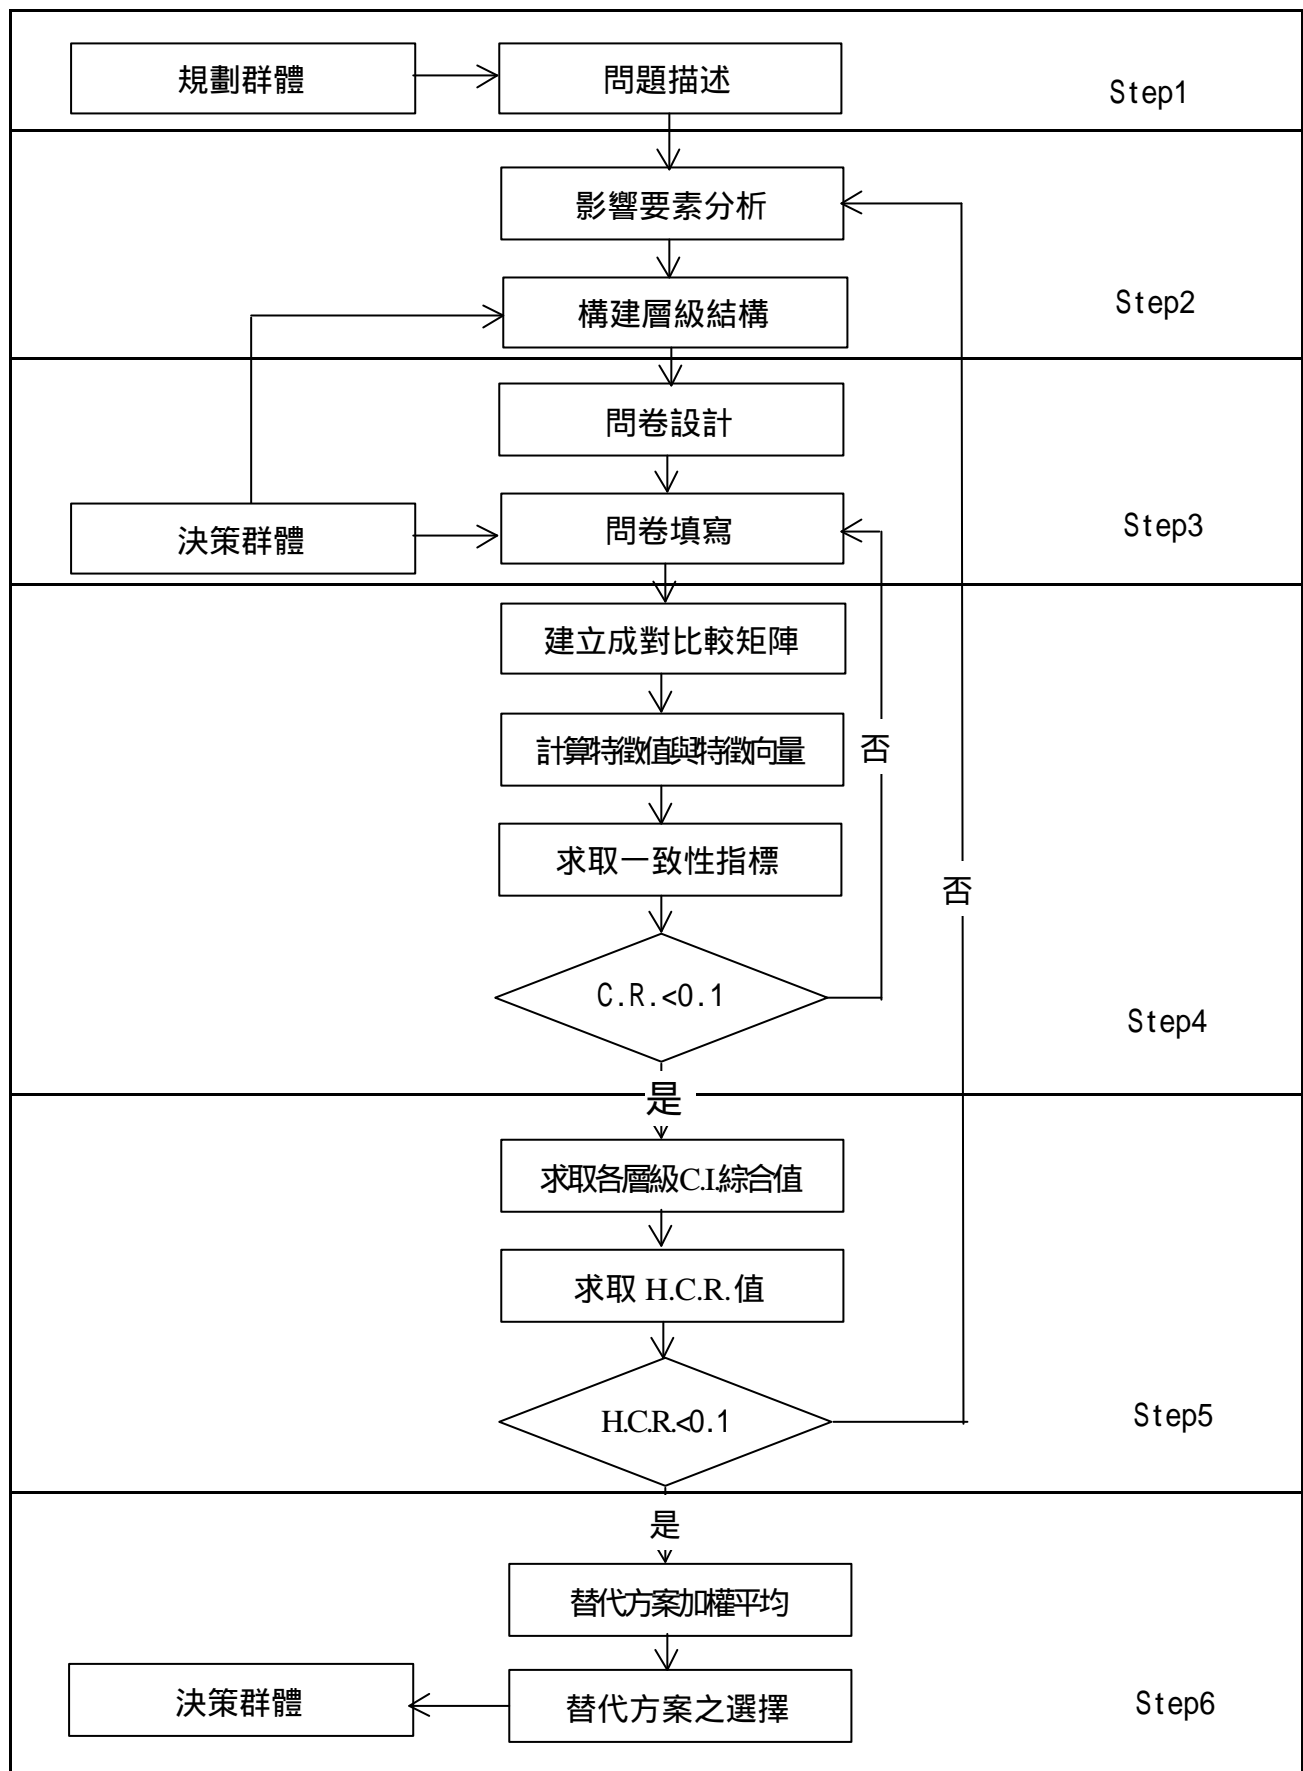 規劃群體
問題描述
Step1
影響要素分析
構建層級結構
Step2
問卷設計
決策群體
問卷填寫
Step3
建立成對比較矩陣
計算特徵值與特徵向量
否
求取一致性指標
否
C.R.<0.1
Step4
是
求取各層級C.I.綜合值
求取 H.C.R. 值
H.C.R.<0.1
Step5
是
替代方案加權平均
決策群體
替代方案之選擇
Step6